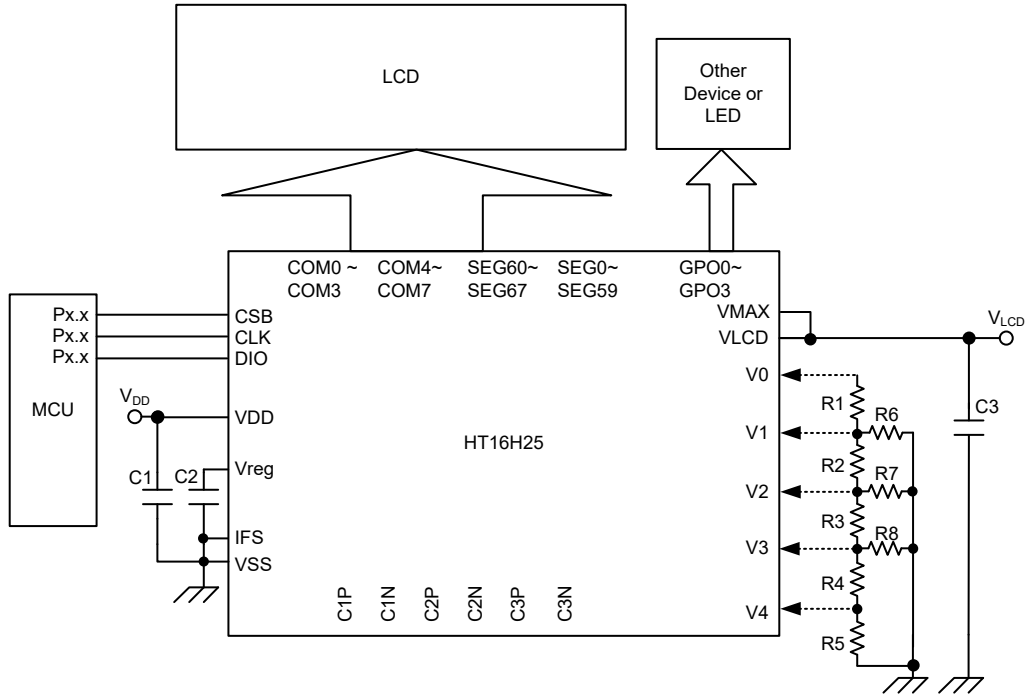 LCD
Other
Device or
LED
COM0 ~
COM3
COM4~
COM7
SEG60~
SEG67
SEG0~
SEG59
GPO0~
GPO3
Px.x
Px.x
Px.x
MCU
CSB
CLK
DIO
VDD
VDD
Vreg
C1
C2
IFS
VSS
HT16H25
C1P
C1N
C2P
C2N
C3P
C3N
VMAX
VLCD
VLCD
V0
V1
V2
V3
V4
R1
R2
R3
R4
R5
R6
R7
R8
C3